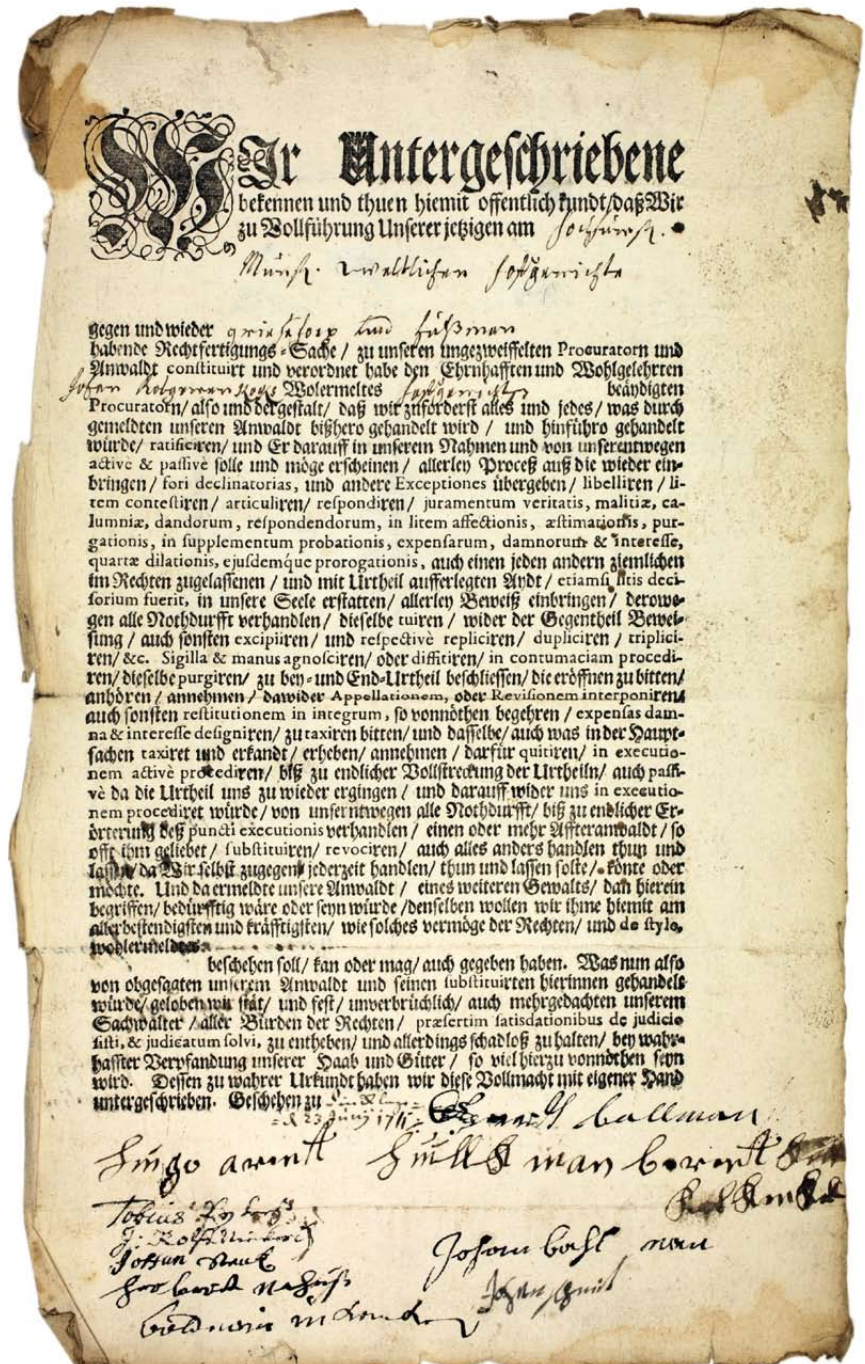 WIr Untergeschriebene
bekennen und thuen hiemit offentlich kundt/daß Wir
zu Vollführung Unserer jetzigen am
Münst. weltlichen Hoffgerichte
gegen und wieder
habende Rechtfertigungs-Sache / zu unseren ungezweiffelten Procuratorn und
Anwaldt constituirt und verordnet habe den Ehrnhafften und Wohlgelehrten
Wolermeltes beäydigten
Procuratorn/ also und dergestalt/ daß wir zuforderst alles und jedes/ was durch
gemeldten unseren Anwaldt bißhero gehandelt wird / und hinführo gehandelt
würde/ ratificiren/ und Er darauff in unserem Nahmen und von unserentwegen
activè & passivè solle und möge erscheinen / allerley Proceß auß die wieder ein-
bringen / fori declinatorias, und andere Exceptiones übergeben / libelliren / li-
tem contestiren / articuliren / respondiren / juramentum veritatis, malitiæ, ca-
lumniæ, dandorum, respondendorum, in litem affectionis, æstimationis, pur-
gationis, in supplementum probationis, expensarum, damnorum & interesse,
quartæ dilationis, ejusdemque prorogationis, auch einen jeden andern ziemlichen
im Rechten zugelassenen / und mit Urtheil aufferlegten Aydt / etiamsi litis deci-
sorium fuerit, in unsere Seele erstatten / allerley Beweiß einbringen / derowe-
gen alle Nothdurfft verhandlen / dieselbe tuiren / wider der Gegentheil Bewei-
sung / auch sonsten excipiiren / und respectivè repliciren / dupliciren / triplici-
ren/ &c. Sigilla & manus agnosciren/ oder diffitiren/ in contumaciam procedi-
ren/ dieselbe purgiren/ zu bey- und End-Urtheil beschliessen/ die eröffnen zu bitten/
anhören / annehmen / dawider Appellationem, oder Revisionem interponiren/
auch sonsten restitutionem in integrum, so vonnöthen begehren / expensas dam-
na & interesse designiren/ zu taxiren bitten/ und dasselbe/ auch was in der Haupt-
sachen taxiret und erkandt/ erheben/ annehmen / darfür quitiren/ in executio-
nem activè procediren/ biß zu endlicher Vollstreckung der Urtheiln/ auch passi-
vè da die Urtheil uns zu wieder ergingen / und darauff wider uns in executio-
nem procediret würde/ von unserntwegen alle Nothdurfft/ biß zu endlicher Er-
örterung deß puncti executionis verhandlen / einen oder mehr Affteranwaldt / so
offt ihm geliebet / substituiren/ revociren / auch alles anders handlen thun und
lassen/ da Wir selbst zugegen/ jederzeit handlen/ thun und lassen solte/ könte oder
möchte. Und da ermeldte unsere Anwaldt / eines weiteren Gewalts/ dan hierein
begriffen/ bedürfftig wäre oder seyn würde /denselben wollen wir ihme hiemit am
allerbestendigsten und kräfftigsten/ wie solches vermöge der Rechten/ und de stylo,
wohlermeldtes
beschehen soll/ kan oder mag/ auch gegeben haben. Was nun also
von obgesagten unserem Anwaldt und seinen substituirten hierinnen gehandelt
würde/ geloben wir stät/ und fest/ unverbrüchlich/ auch mehrgedachten unserem
Sachwalter / aller Bürden der Rechten / præsertim satisdationibus de judicio
sisti, & judicatum solvi, zu entheben/ und allerdings schadloß zu halten/ bey wahr-
haffter Verpfandung unserer Haab und Güter / so viel hierzu vonnöthen seyn
wird. Dessen zu wahrer Urkundt haben wir diese Vollmacht mit eigener Hand
untergeschrieben. Geschehen zu
23 Juny
Tobius
Johan